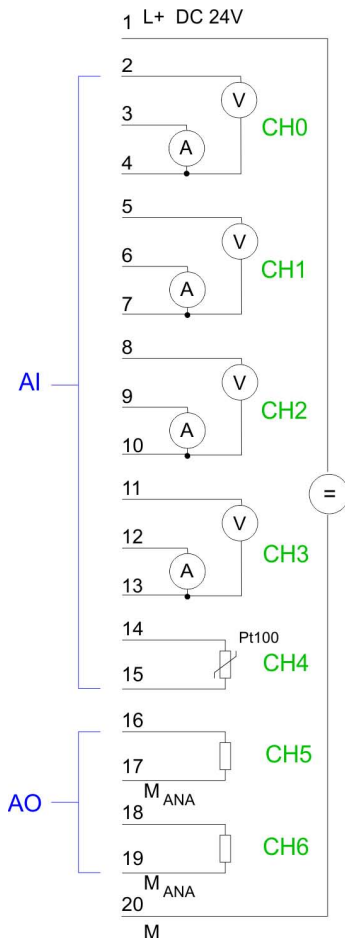 1 L+ DC 24V
2
V
3
CH0
A
4
5
V
6
CH1
A
7
8
V
AI
9
CH2
A
10
11
=
V
12
CH3
A
13
14
Pt100
CH4
15
16
CH5
17
M ANA
AO
18
CH6
19
M ANA
20
M